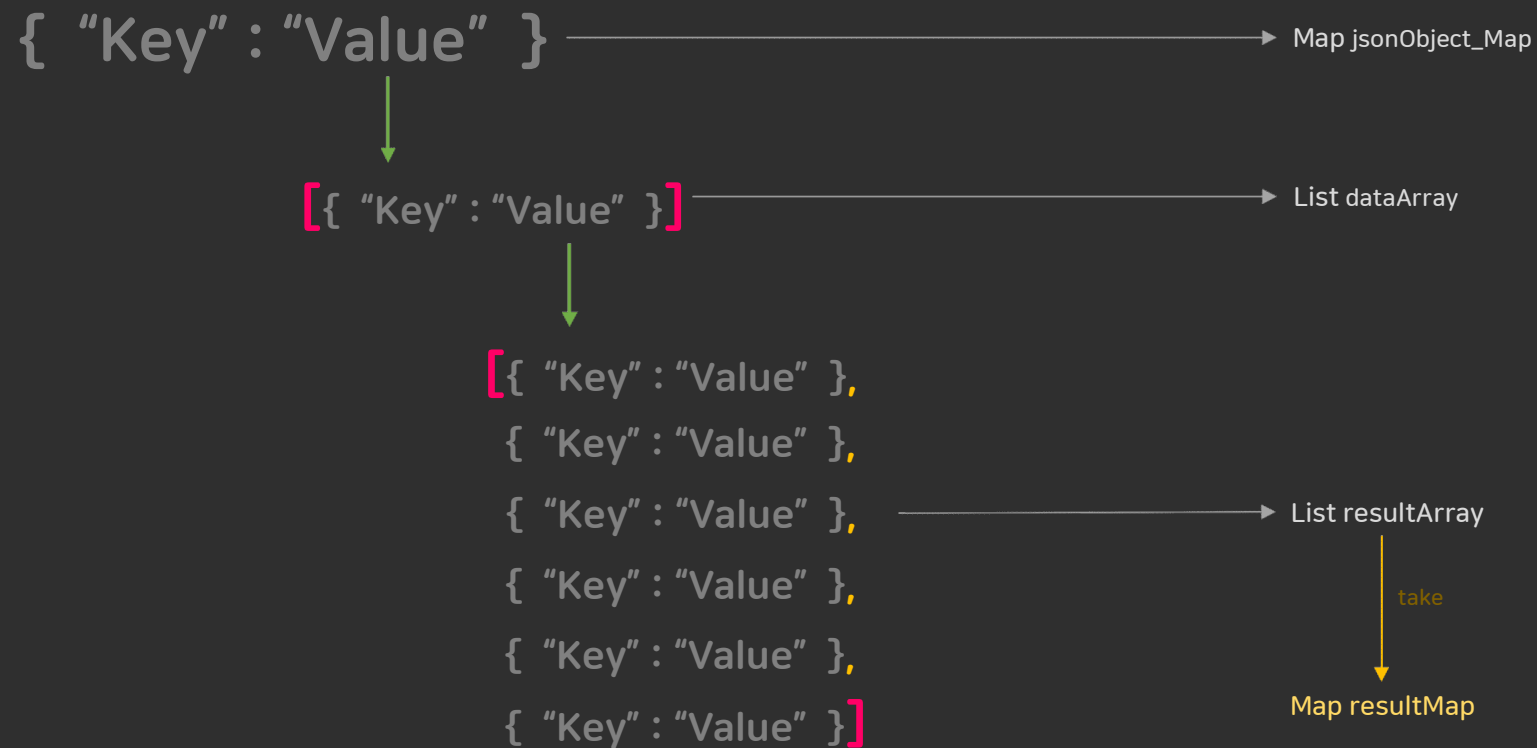 { “Key” : “Value” }
Map jsonObject_Map
[{ “Key” : “Value” }]
List dataArray
[{ “Key” : “Value” },
{ “Key” : “Value” },
{ “Key” : “Value” },
List resultArray
{ “Key” : “Value” },
take
{ “Key” : “Value” },
Map resultMap
{ “Key” : “Value” }]